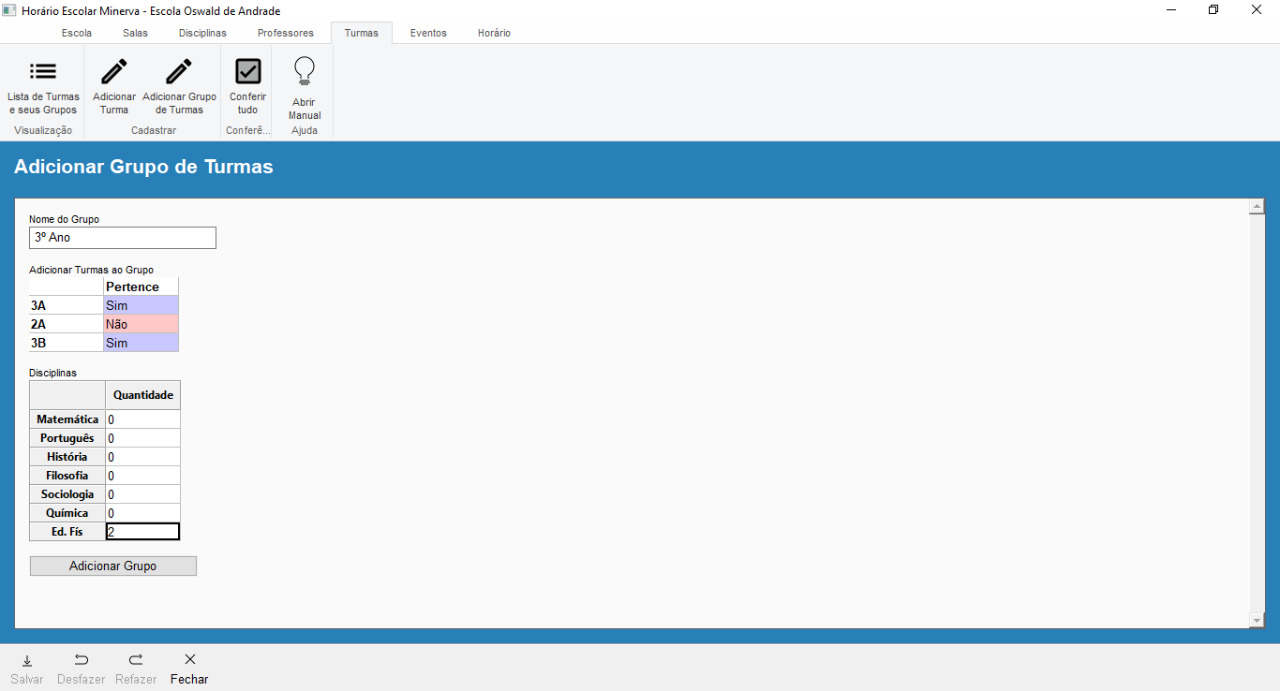 Horário Escolar Minerva - Escola Oswald de Andrade
Escola Salas Disciplinas Professores Turmas Eventos Horário
Lista de Turmas e seus Grupos
Adicionar Turma
Adicionar Grupo de Turmas
Conferir tudo
Abrir Manual
Visualização Cadastrar Conferê... Ajuda
Adicionar Grupo de Turmas
Nome do Grupo
3º Ano
Adicionar Turmas ao Grupo
Pertence
3A Sim
2A Não
3B Sim
Disciplinas
Quantidade
Matemática 0
Português 0
História 0
Filosofia 0
Sociologia 0
Química 0
Ed. Fís 2
Adicionar Grupo
Salvar Desfazer Refazer Fechar